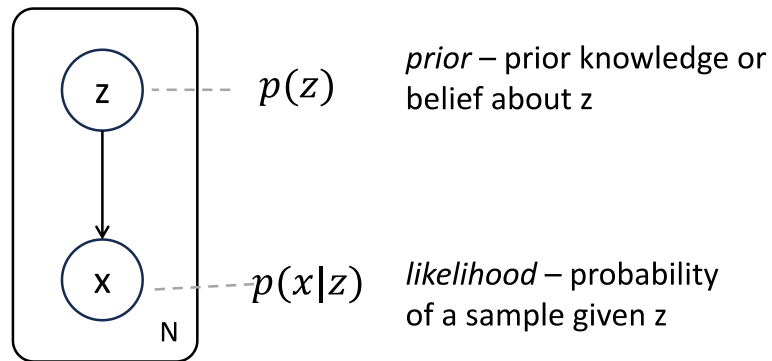 z
p(z)
prior – prior knowledge or
belief about z
x
p(x|z)
likelihood – probability
of a sample given z
N